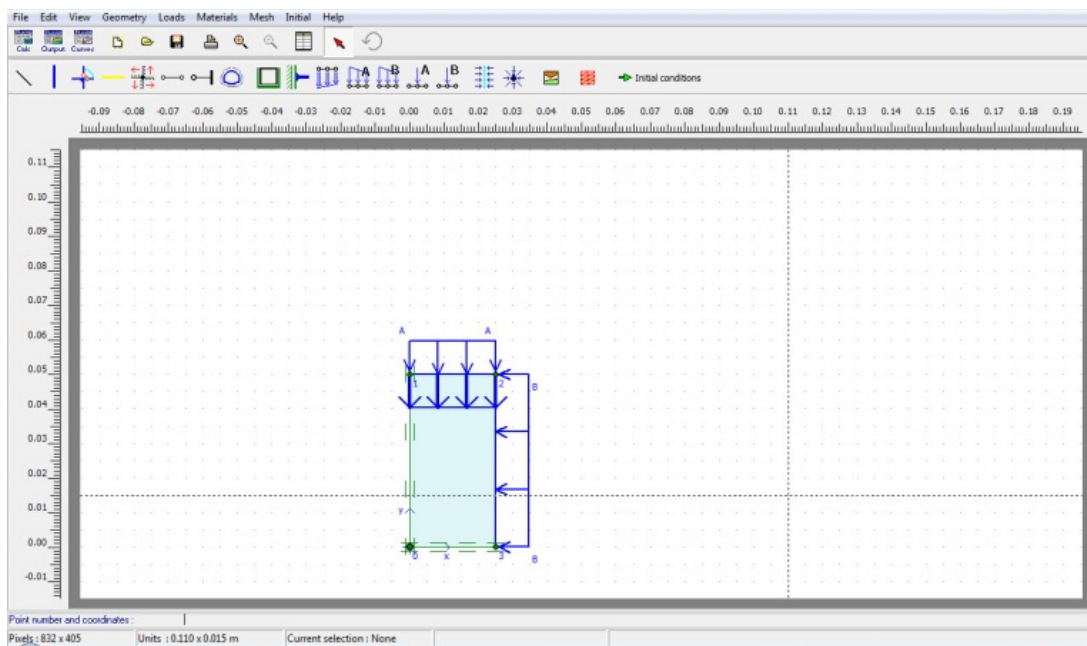 File Edit View Geometry Loads Materials Mesh Initial Help
Calc Output Curves
A B A B Initial conditions
-0.09 -0.08 -0.07 -0.06 -0.05 -0.04 -0.03 -0.02 -0.01 0.00 0.01 0.02 0.03 0.04 0.05 0.06 0.07 0.08 0.09 0.10 0.11 0.12 0.13 0.14 0.15 0.16 0.17 0.18 0.19
0.11
0.10
0.09
0.08
0.07
0.06
A A
0.05
1 2 B
0.04
0.03
0.02
0.01
y
0.00
0 x 3 B
-0.01
Point number and coordinates :
Pixels : 832 x 405 Units : 0.110 x 0.015 m Current selection : None